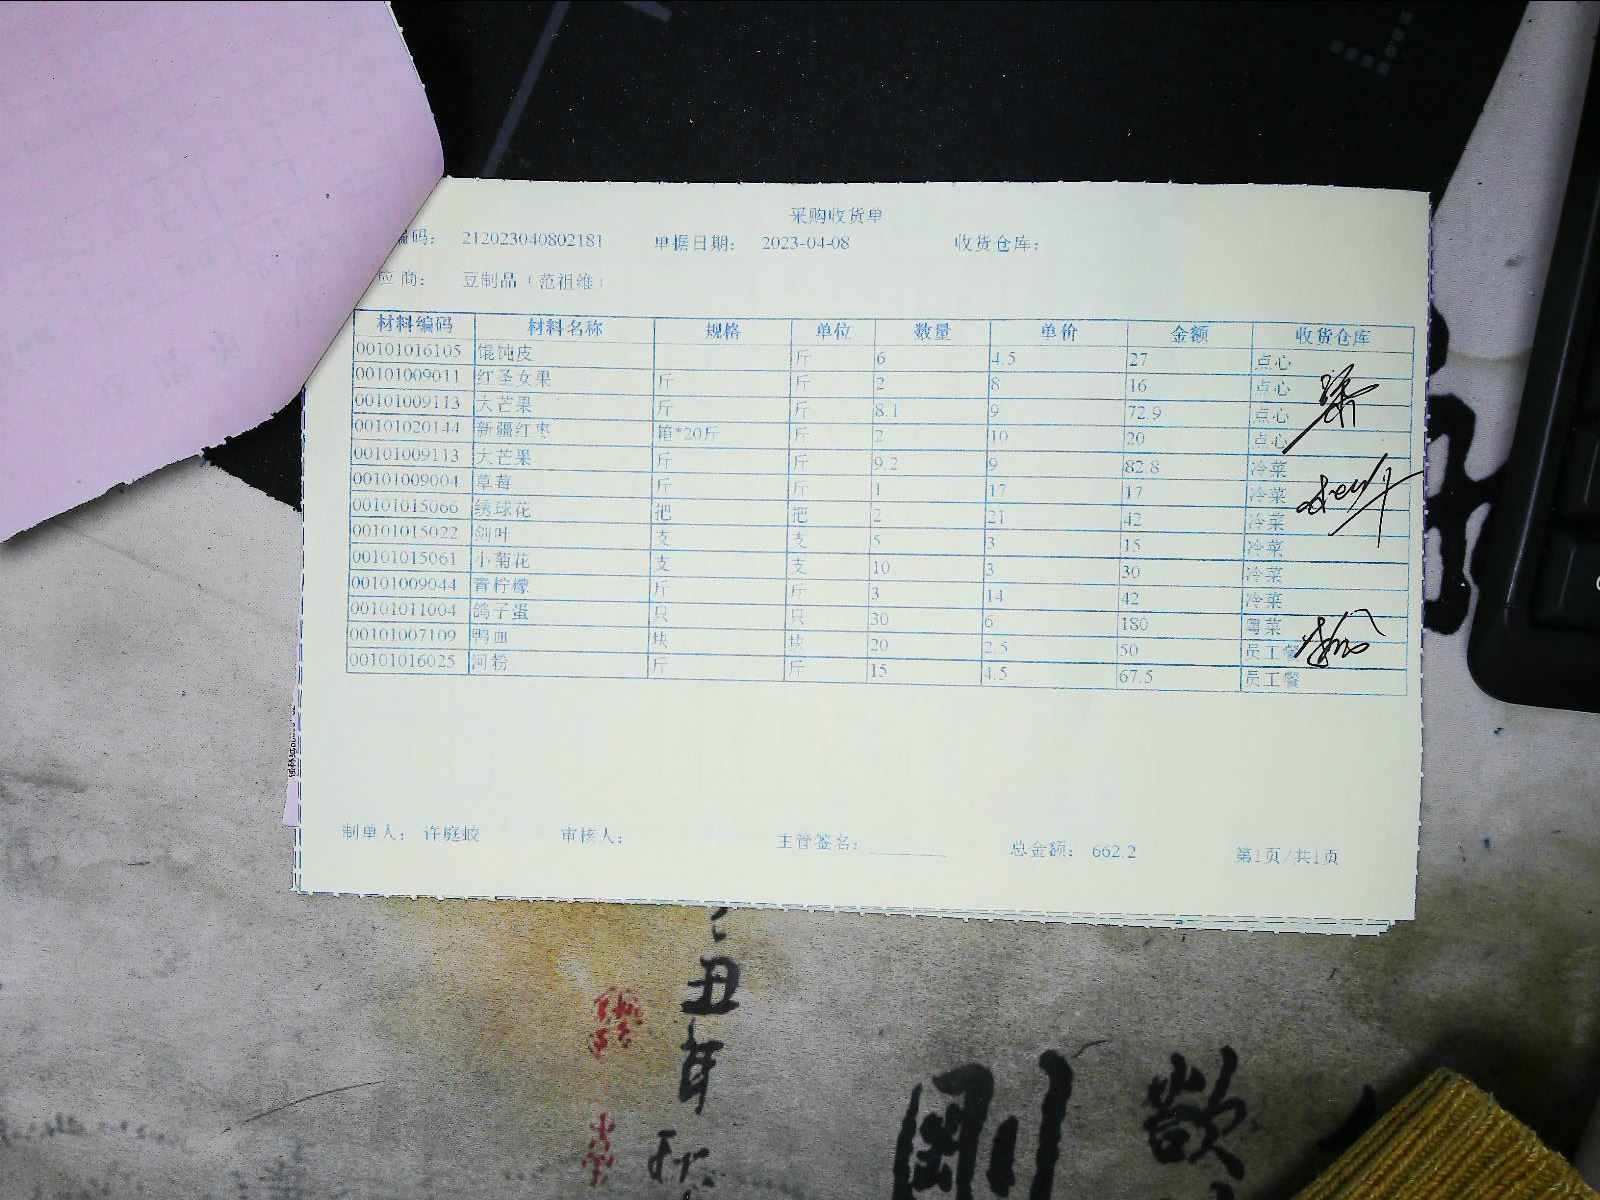 采购收货单
编码： 212023040802181 单据日期： 2023-04-08 收货仓库：
应商： 豆制品（范祖维）
材料编码 材料名称 规格 单位 数量 单价 金额 收货仓库
00101016105 馄饨皮 斤 6 4.5 27 点心
00101009011 红圣女果 斤 斤 2 8 16 点心
00101009113 大芒果 斤 斤 8.1 9 72.9 点心
00101020144 新疆红枣 箱*20斤 斤 2 10 20 点心
00101009113 大芒果 斤 斤 9.2 9 82.8 冷菜
00101009004 草莓 斤 斤 1 17 17 冷菜
00101015066 绣球花 把 把 2 21 42 冷菜
00101015022 剑叶 支 支 5 3 15 冷菜
00101015061 小菊花 支 支 10 3 30 冷菜
00101009044 青柠檬 斤 斤 3 14 42 冷菜
00101011004 鸽子蛋 只 只 30 6 180 粤菜
00101007109 鸭血 块 块 20 2.5 50 员工餐
00101016025 河粉 斤 斤 15 4.5 67.5 员工餐
制单人： 许庭蛟 审核人： 主管签名： 总金额： 662.2 第1页/共1页
丑
年
秋
剛
欲